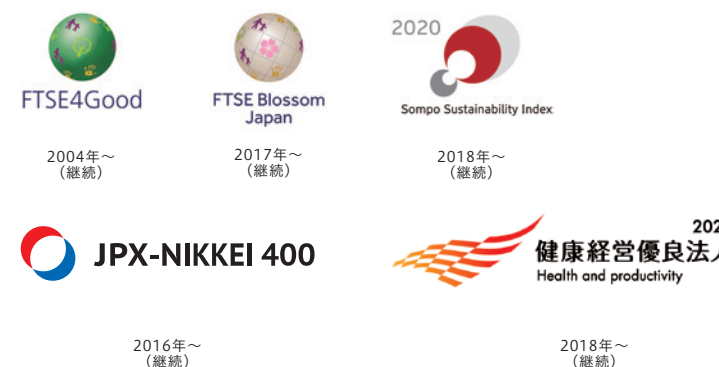 FTSE4Good
2004年～
（継続）
FTSE Blossom
Japan
2017年～
（継続）
2020
Sompo Sustainability Index
2018年～
（継続）
JPX-NIKKEI 400
2016年～
（継続）
健康経営優良法
Health and productivity
2018年～
（継続）